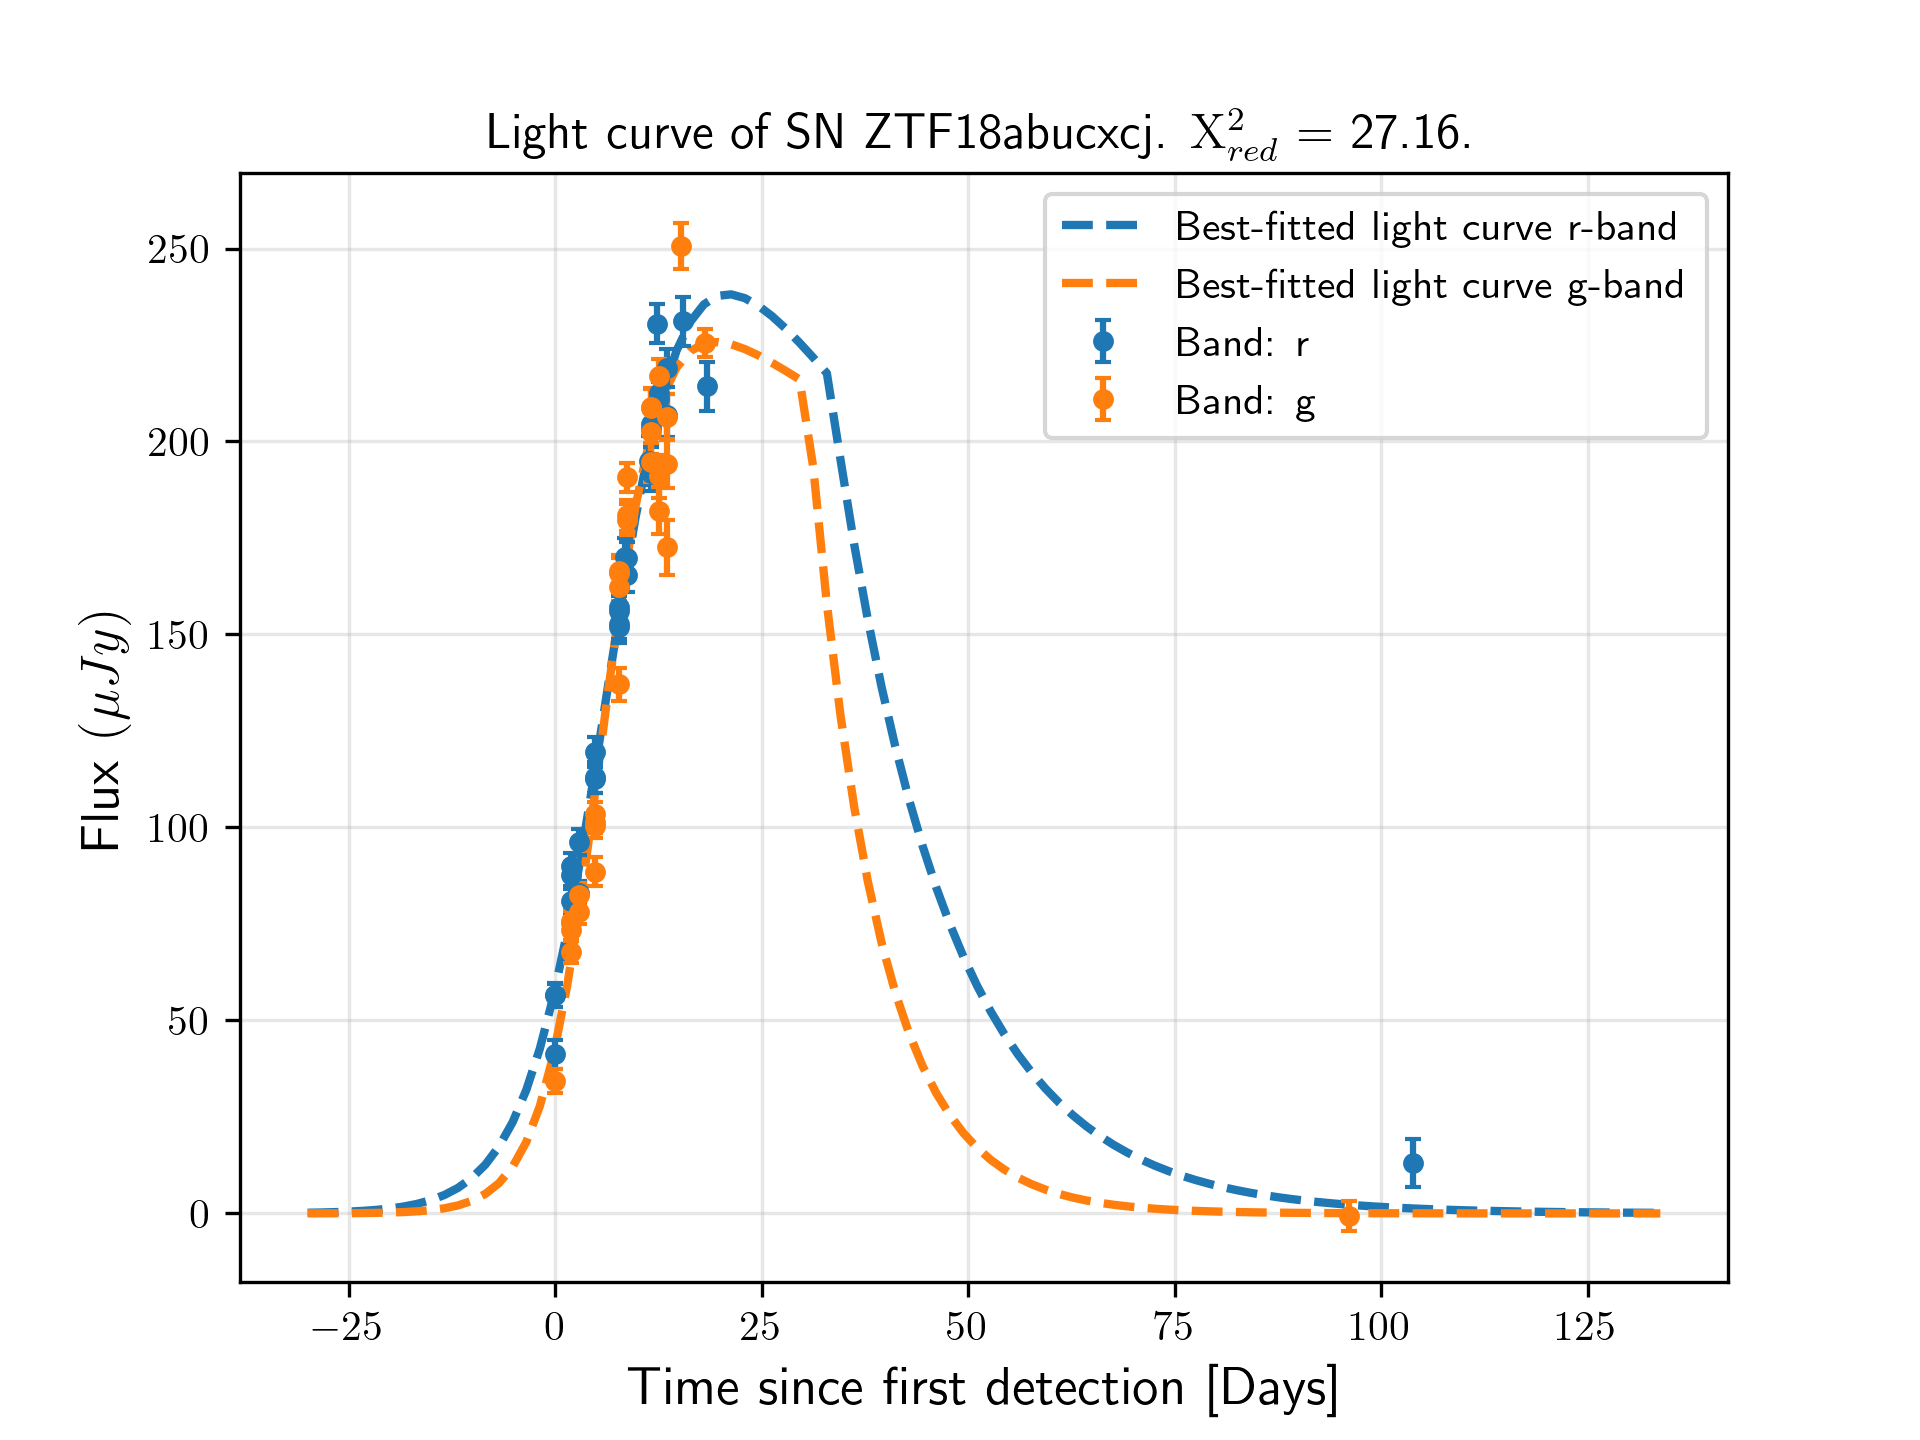 Light curve of SN ZTF18abucxcj. X²_red = 27.16.
Best-fitted light curve r-band
Best-fitted light curve g-band
Band: r
Band: g
250
200
150
100
50
0
Flux (μJy)
−25 0 25 50 75 100 125
Time since first detection [Days]